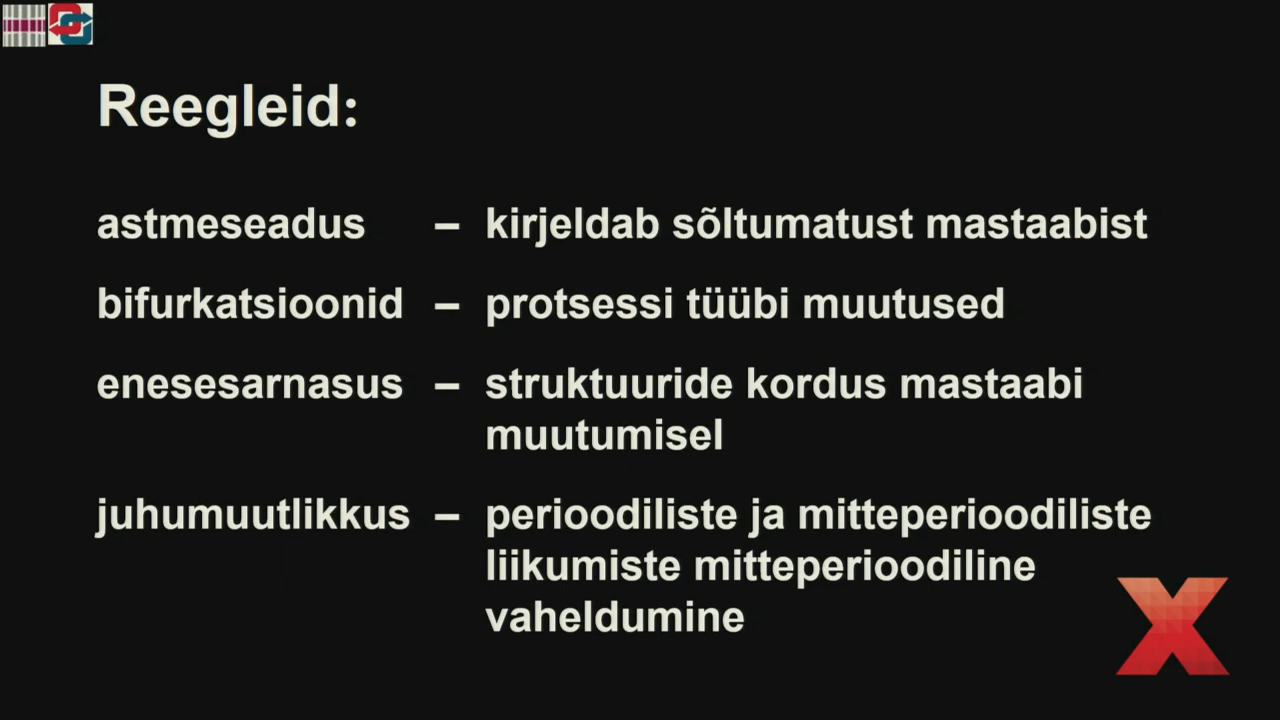 Reegleid:
astmeseadus – kirjeldab sõltumatust mastaabist
bifurkatsioonid – protsessi tüübi muutused
enesesarnasus – struktuuride kordus mastaabi
muutumisel
juhumuutlikkus – perioodiliste ja mitteperioodiliste
liikumiste mitteperioodiline
vaheldumine
X